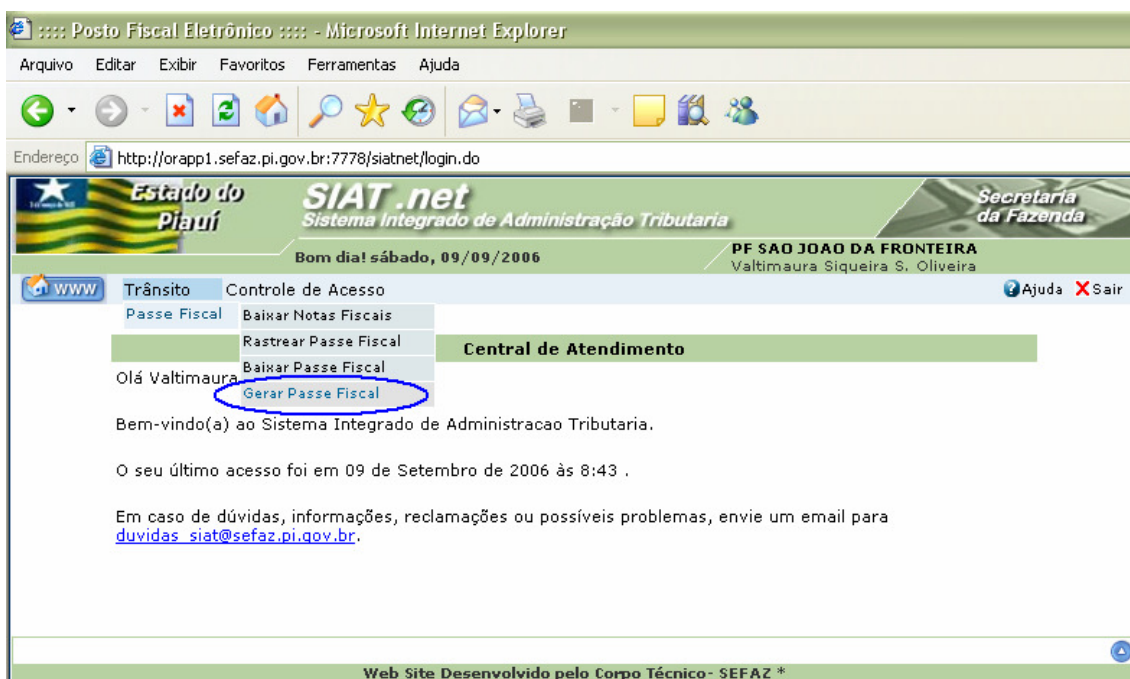 :::: Posto Fiscal Eletrônico :::: - Microsoft Internet Explorer
Arquivo Editar Exibir Favoritos Ferramentas Ajuda
Endereço http://orapp1.sefaz.pi.gov.br:7778/siatnet/login.do
Estado do Piauí
SIAT .net
Sistema Integrado de Administração Tributaria
Secretaria da Fazenda
Bom dia! sábado, 09/09/2006
PF SAO JOAO DA FRONTEIRA
Valtimaura Siqueira S. Oliveira
www Trânsito Controle de Acesso Ajuda Sair
Passe Fiscal Baixar Notas Fiscais
Rastrear Passe Fiscal
Central de Atendimento
Baixar Passe Fiscal
Olá Valtimaura
Gerar Passe Fiscal
Bem-vindo(a) ao Sistema Integrado de Administracao Tributaria.
O seu último acesso foi em 09 de Setembro de 2006 às 8:43 .
Em caso de dúvidas, informações, reclamações ou possíveis problemas, envie um email para
duvidas_siat@sefaz.pi.gov.br.
Web Site Desenvolvido pelo Corpo Técnico- SEFAZ *